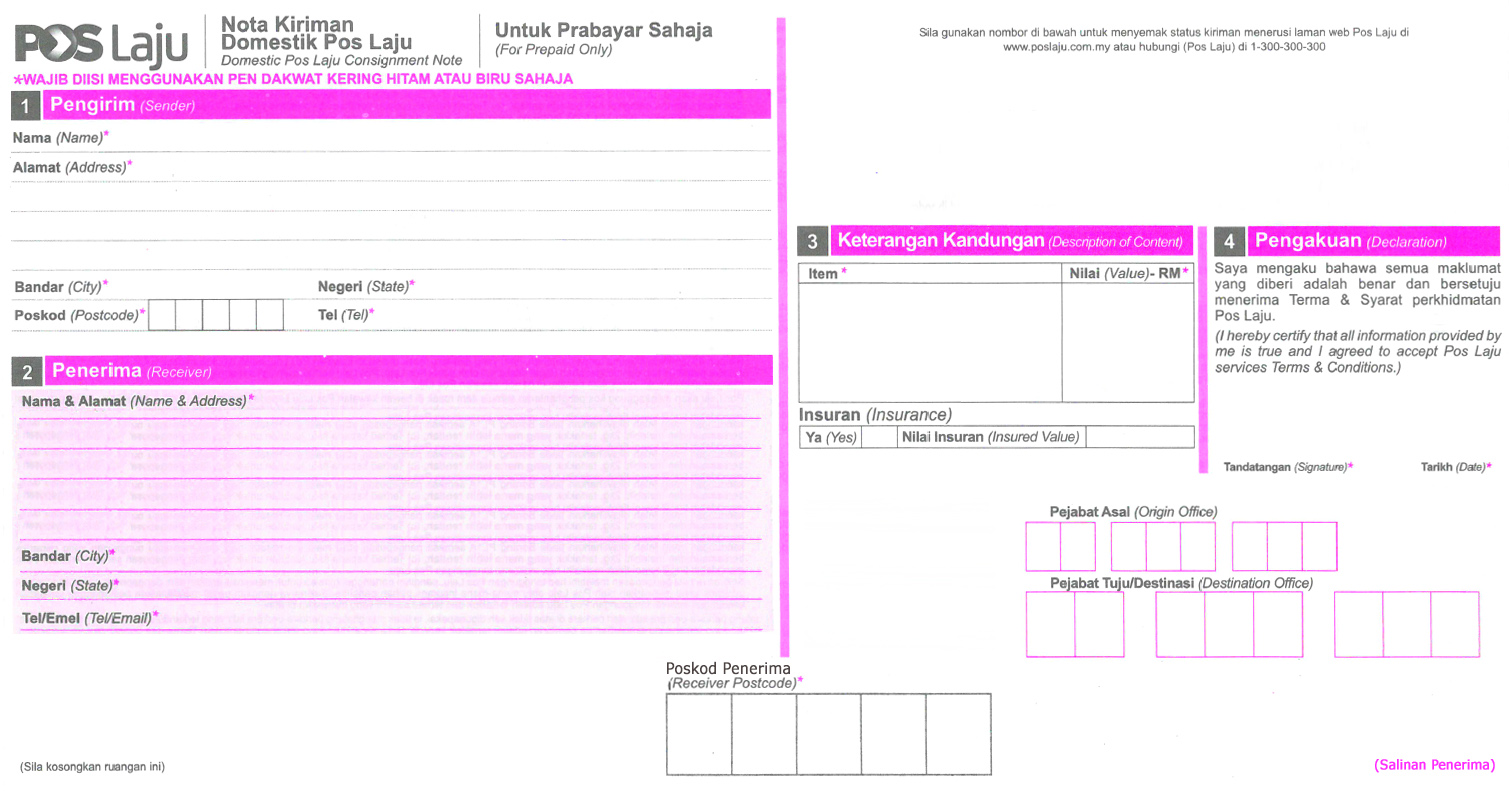 POS Laju
Nota Kiriman
Domestik Pos Laju
Domestic Pos Laju Consignment Note
Untuk Prabayar Sahaja
(For Prepaid Only)
*WAJIB DIISI MENGGUNAKAN PEN DAKWAT KERING HITAM ATAU BIRU SAHAJA
1 Pengirim (Sender)
Nama (Name)*
Alamat (Address)*
Bandar (City)* Negeri (State)*
Poskod (Postcode)* Tel (Tel)*
2 Penerima (Receiver)
Nama & Alamat (Name & Address)*
Bandar (City)*
Negeri (State)*
Tel/Emel (Tel/Email)*
Sila gunakan nombor di bawah untuk menyemak status kiriman menerusi laman web Pos Laju di
www.poslaju.com.my atau hubungi (Pos Laju) di 1-300-300-300
3 Keterangan Kandungan (Description of Content)
Item* Nilai (Value)- RM*
Insuran (Insurance)
Ya (Yes) Nilai Insuran (Insured Value)
4 Pengakuan (Declaration)
Saya mengaku bahawa semua maklumat
yang diberi adalah benar dan bersetuju
menerima Terma & Syarat perkhidmatan
Pos Laju.
(I hereby certify that all information provided by
me is true and I agreed to accept Pos Laju
services Terms & Conditions.)
Tandatangan (Signature)* Tarikh (Date)*
Pejabat Asal (Origin Office)
Pejabat Tuju/Destinasi (Destination Office)
Poskod Penerima
(Receiver Postcode)*
(Sila kosongkan ruangan ini)
(Salinan Penerima)